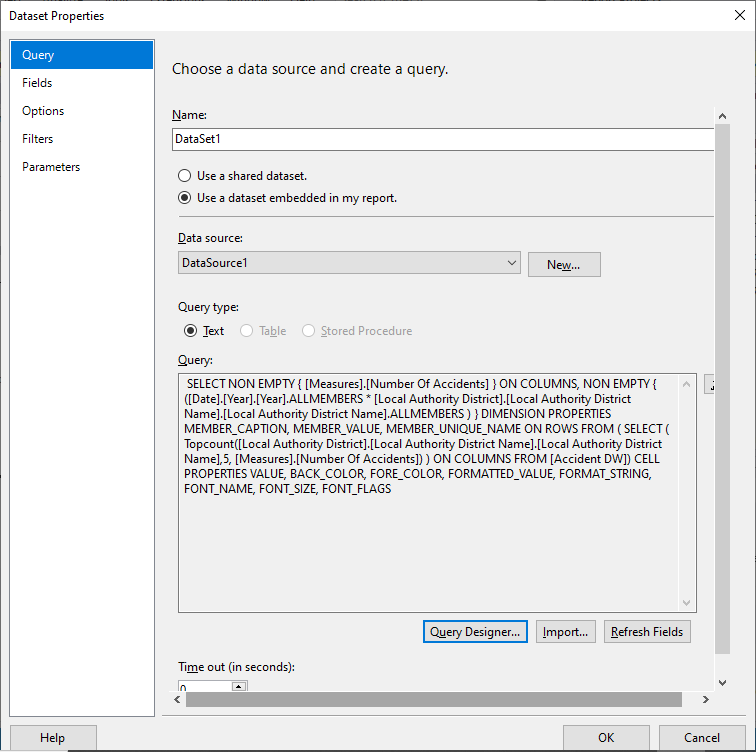 Dataset Properties
Query
Fields
Options
Filters
Parameters
Choose a data source and create a query.
Name:
DataSet1
Use a shared dataset.
Use a dataset embedded in my report.
Data source:
DataSource1
New...
Query type:
Text
Table
Stored Procedure
Query:
SELECT NON EMPTY { [Measures].[Number Of Accidents] } ON COLUMNS, NON EMPTY {
([Date].[Year].[Year].ALLMEMBERS * [Local Authority District].[Local Authority District
Name].[Local Authority District Name].ALLMEMBERS ) } DIMENSION PROPERTIES
MEMBER_CAPTION, MEMBER_VALUE, MEMBER_UNIQUE_NAME ON ROWS FROM ( SELECT (
Topcount([Local Authority District].[Local Authority District Name].[Local Authority District
Name],5, [Measures].[Number Of Accidents]) ) ON COLUMNS FROM [Accident DW]) CELL
PROPERTIES VALUE, BACK_COLOR, FORE_COLOR, FORMATTED_VALUE, FORMAT_STRING,
FONT_NAME, FONT_SIZE, FONT_FLAGS
Query Designer...
Import...
Refresh Fields
Time out (in seconds):
0
Help
OK
Cancel